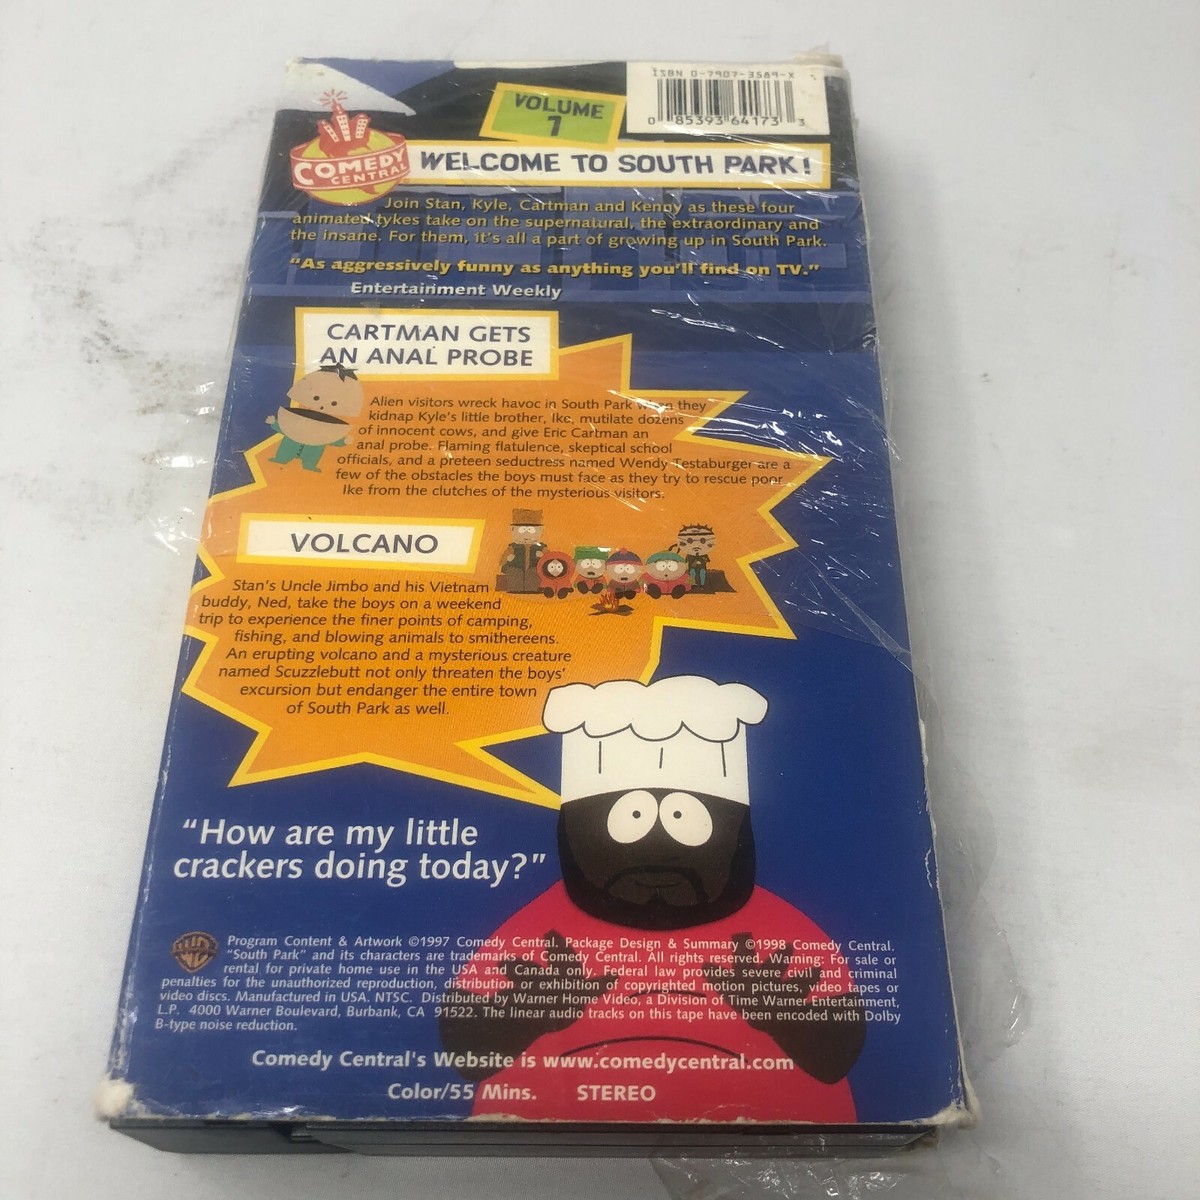 ISBN 0-7907-3589-X
0 85393 64173 3
VOLUME
1
COMEDY
CENTRAL
WELCOME TO SOUTH PARK!
Join Stan, Kyle, Cartman and Kenny as these four
animated tykes take on the supernatural, the extraordinary and
the insane. For them, it's all a part of growing up in South Park.
"As aggressively funny as anything you'll find on TV."
Entertainment Weekly
CARTMAN GETS
AN ANAL PROBE
Alien visitors wreck havoc in South Park when they
kidnap Kyle's little brother, Ike, mutilate dozens
of innocent cows, and give Eric Cartman an
anal probe. Flaming flatulence, skeptical school
officials, and a preteen seductress named Wendy Testaburger are a
few of the obstacles the boys must face as they try to rescue poor
Ike from the clutches of the mysterious visitors.
VOLCANO
Stan's Uncle Jimbo and his Vietnam
buddy, Ned, take the boys on a weekend
trip to experience the finer points of camping,
fishing, and blowing animals to smithereens.
An erupting volcano and a mysterious creature
named Scuzzlebutt not only threaten the boys'
excursion but endanger the entire town
of South Park as well.
"How are my little
crackers doing today?"
WB
Program Content & Artwork ©1997 Comedy Central. Package Design & Summary ©1998 Comedy Central.
"South Park" and its characters are trademarks of Comedy Central. All rights reserved. Warning: For sale or
rental for private home use in the USA and Canada only. Federal law provides severe civil and criminal
penalties for the unauthorized reproduction, distribution or exhibition of copyrighted motion pictures, video tapes or
video discs. Manufactured in USA. NTSC. Distributed by Warner Home Video, a Division of Time Warner Entertainment,
L.P. 4000 Warner Boulevard, Burbank, CA 91522. The linear audio tracks on this tape have been encoded with Dolby
B-type noise reduction.
Comedy Central's Website is www.comedycentral.com
Color/55 Mins. STEREO